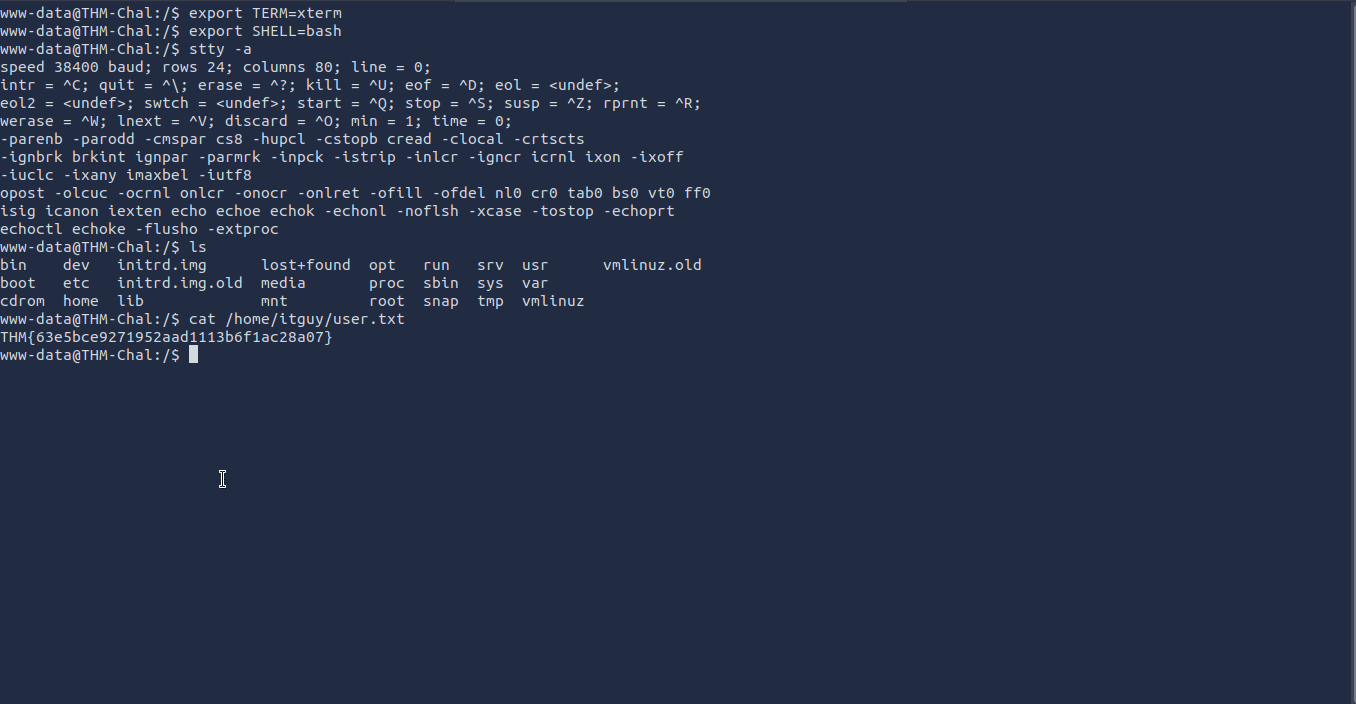 www-data@THM-Chal:/$ export TERM=xterm
www-data@THM-Chal:/$ export SHELL=bash
www-data@THM-Chal:/$ stty -a
speed 38400 baud; rows 24; columns 80; line = 0;
intr = ^C; quit = ^\; erase = ^?; kill = ^U; eof = ^D; eol = <undef>;
eol2 = <undef>; swtch = <undef>; start = ^Q; stop = ^S; susp = ^Z; rprnt = ^R;
werase = ^W; lnext = ^V; discard = ^O; min = 1; time = 0;
-parenb -parodd -cmspar cs8 -hupcl -cstopb cread -clocal -crtscts
-ignbrk brkint ignpar -parmrk -inpck -istrip -inlcr -igncr icrnl ixon -ixoff
-iuclc -ixany imaxbel -iutf8
opost -olcuc -ocrnl onlcr -onocr -onlret -ofill -ofdel nl0 cr0 tab0 bs0 vt0 ff0
isig icanon iexten echo echoe echok -echonl -noflsh -xcase -tostop -echoprt
echoctl echoke -flusho -extproc
www-data@THM-Chal:/$ ls
bin    dev   initrd.img      lost+found  opt   run   srv  usr      vmlinuz.old
boot   etc   initrd.img.old  media       proc  sbin  sys  var
cdrom  home  lib             mnt         root  snap  tmp  vmlinuz
www-data@THM-Chal:/$ cat /home/itguy/user.txt
THM{63e5bce9271952aad1113b6f1ac28a07}
www-data@THM-Chal:/$